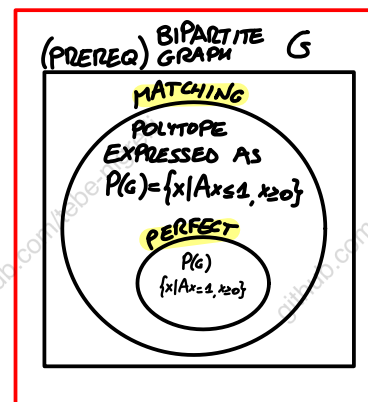 (PREREQ) BIPARTITE GRAPH G
MATCHING
POLYTOPE
EXPRESSED AS
P(G)={x|Ax≤1, x≥0}
PERFECT
P(G)
{x|Ax=1, x≥0}